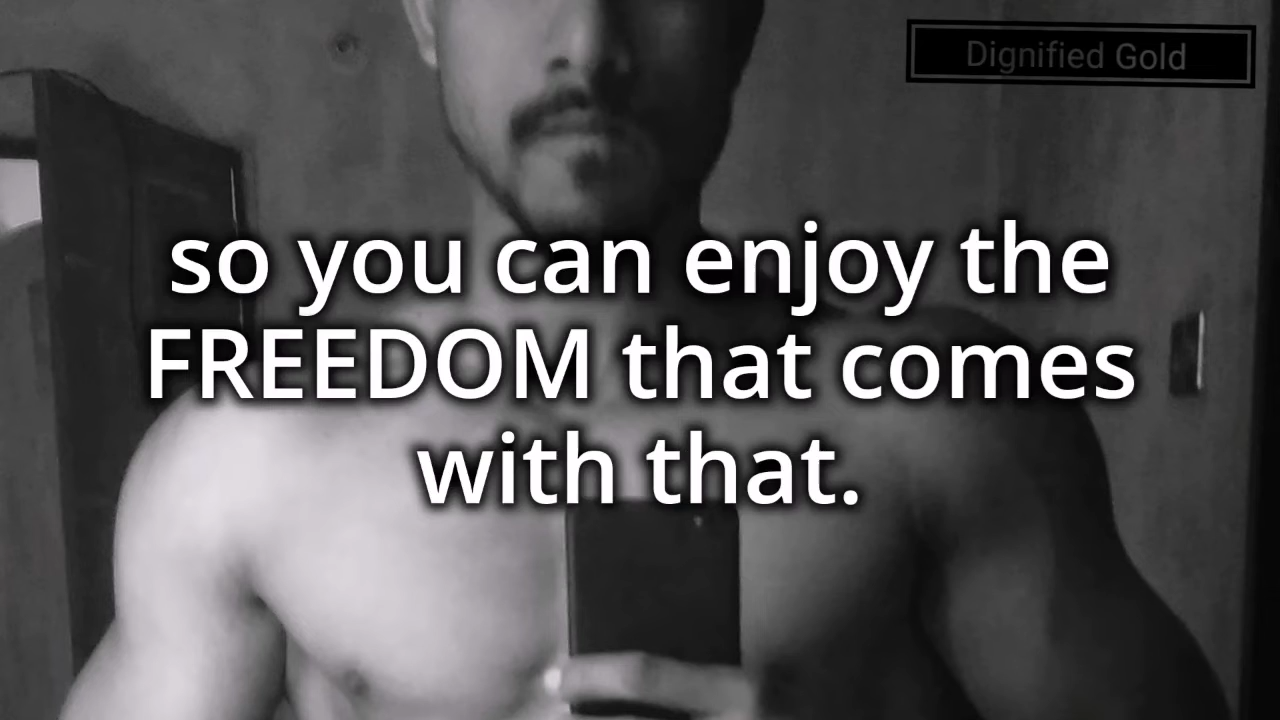 Dignified Gold
so you can enjoy the
FREEDOM that comes
with that.